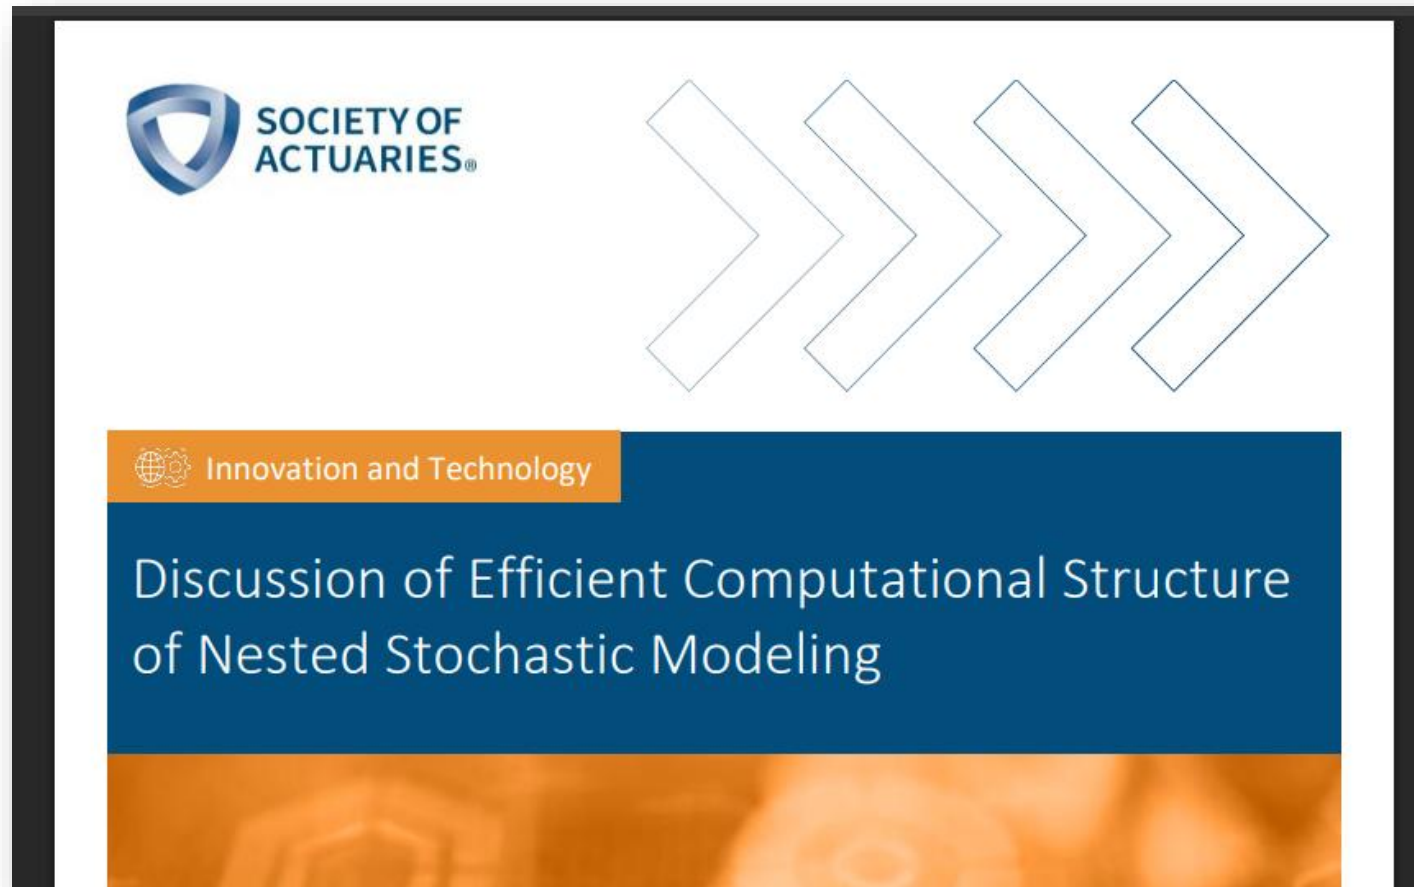 SOCIETY OF
ACTUARIES®
Innovation and Technology
Discussion of Efficient Computational Structure
of Nested Stochastic Modeling